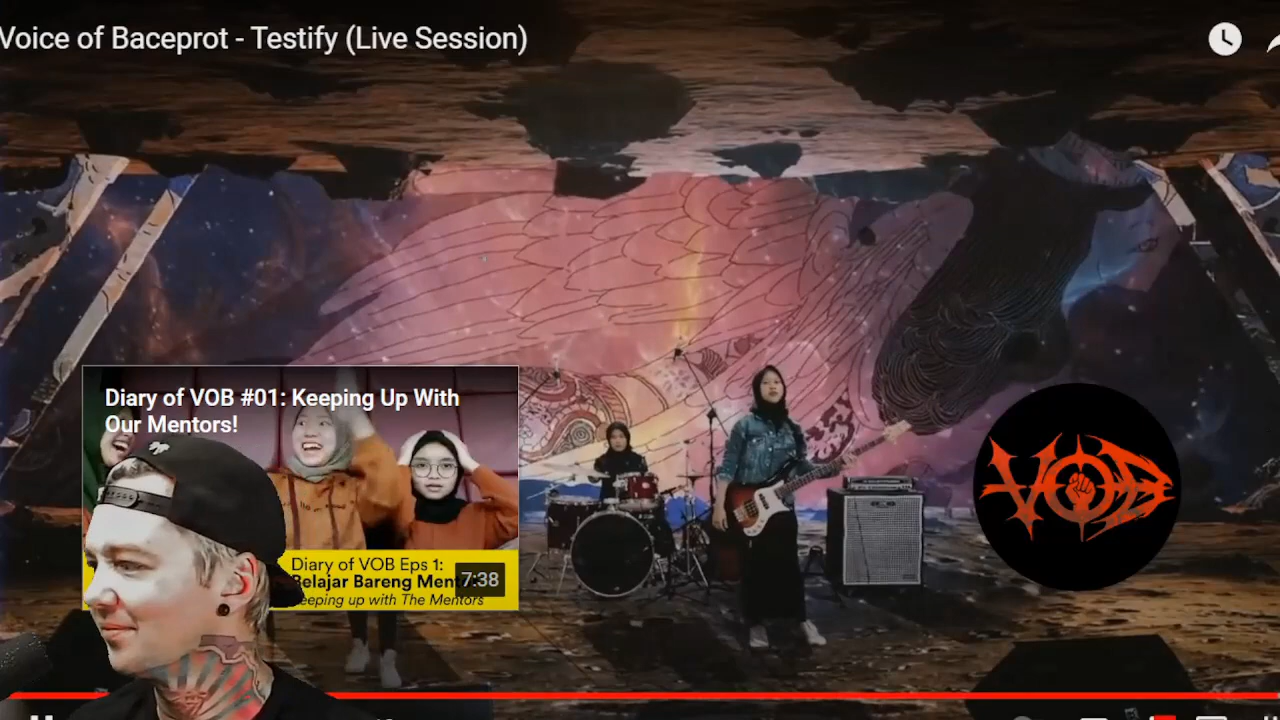 Voice of Baceprot - Testify (Live Session)
Diary of VOB #01: Keeping Up With
Our Mentors!
Diary of VOB Eps 1:
Belajar Bareng
7:38
eeping up with The Mentors
VOB